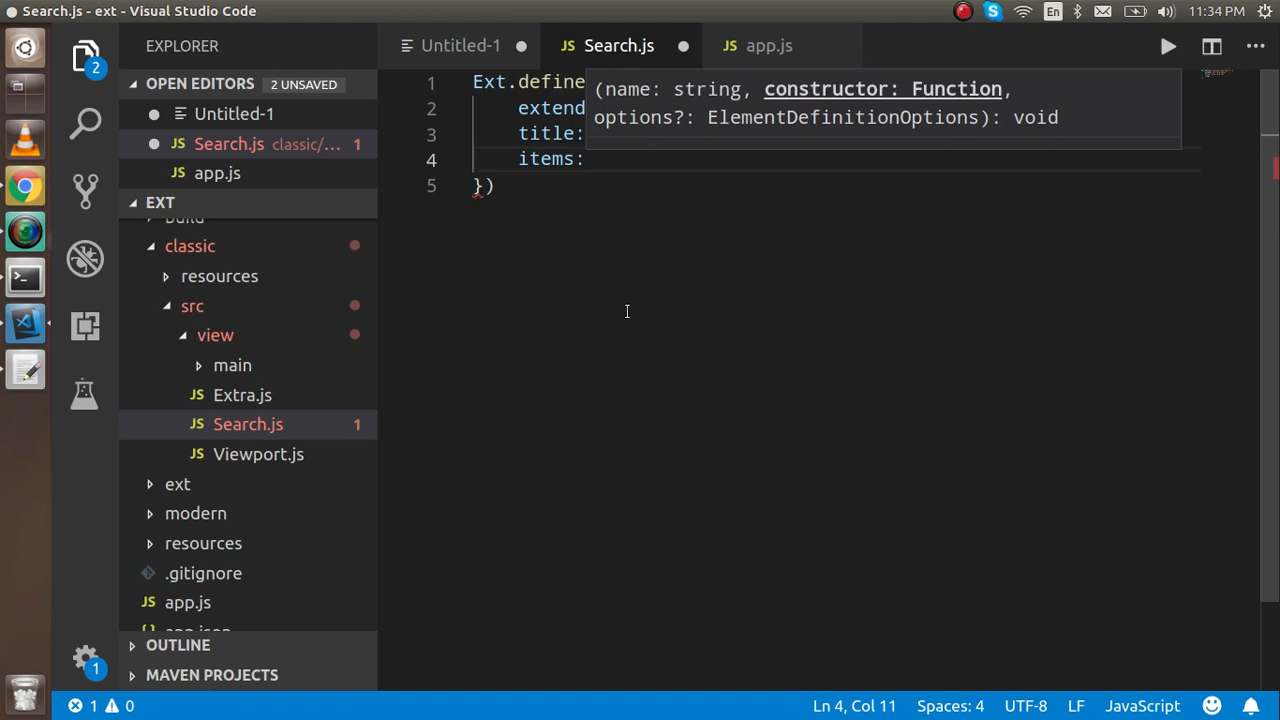 Search.js - ext - Visual Studio Code
En
11:34 PM
2
EXPLORER
OPEN EDITORS
2 UNSAVED
Untitled-1
JS Search.js classic/... 1
JS app.js
EXT
build
classic
resources
src
view
main
JS Extra.js
JS Search.js 1
JS Viewport.js
ext
modern
resources
.gitignore
JS app.js
{} app.json
OUTLINE
MAVEN PROJECTS
1
Untitled-1
JS Search.js
JS app.js
1 Ext.define
(name: string, constructor: Function,
options?: ElementDefinitionOptions): void
2 extend
3 title:
4 items:
5 })
1 0
Ln 4, Col 11
Spaces: 4
UTF-8
LF
JavaScript